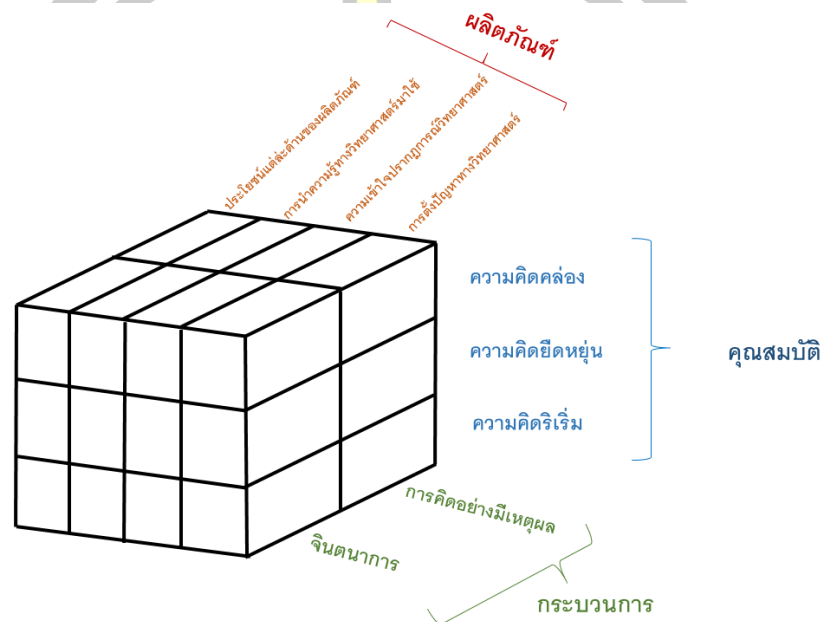 ผลิตภัณฑ์
ประโยชน์แต่ล่ะด้านของผลิตภัณฑ์
การนำความรู้ทางวิทยาศาสตร์มาใช้
ความเข้าใจปรากฏการณ์วิทยาศาสตร์
การตั้งปัญหาทางวิทยาศาสตร์
ความคิดคล่อง
ความคิดยืดหยุ่น
คุณสมบัติ
ความคิดริเริ่ม
การคิดอย่างมีเหตุผล
จินตนาการ
กระบวนการ